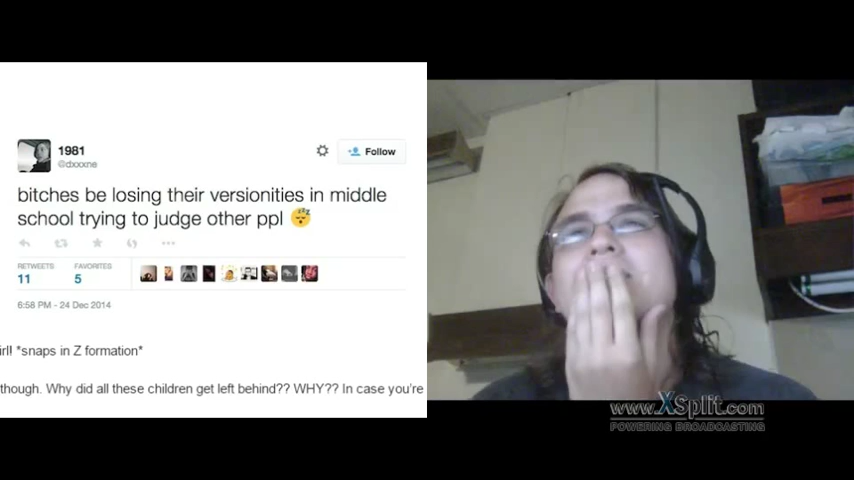 1981
@dxxxne
Follow
bitches be losing their versionities in middle
school trying to judge other ppl
RETWEETS
FAVORITES
11
5
6:58 PM - 24 Dec 2014
irl! *snaps in Z formation*
though. Why did all these children get left behind?? WHY?? In case you're
www.XSplit.com
POWERING BROADCASTING